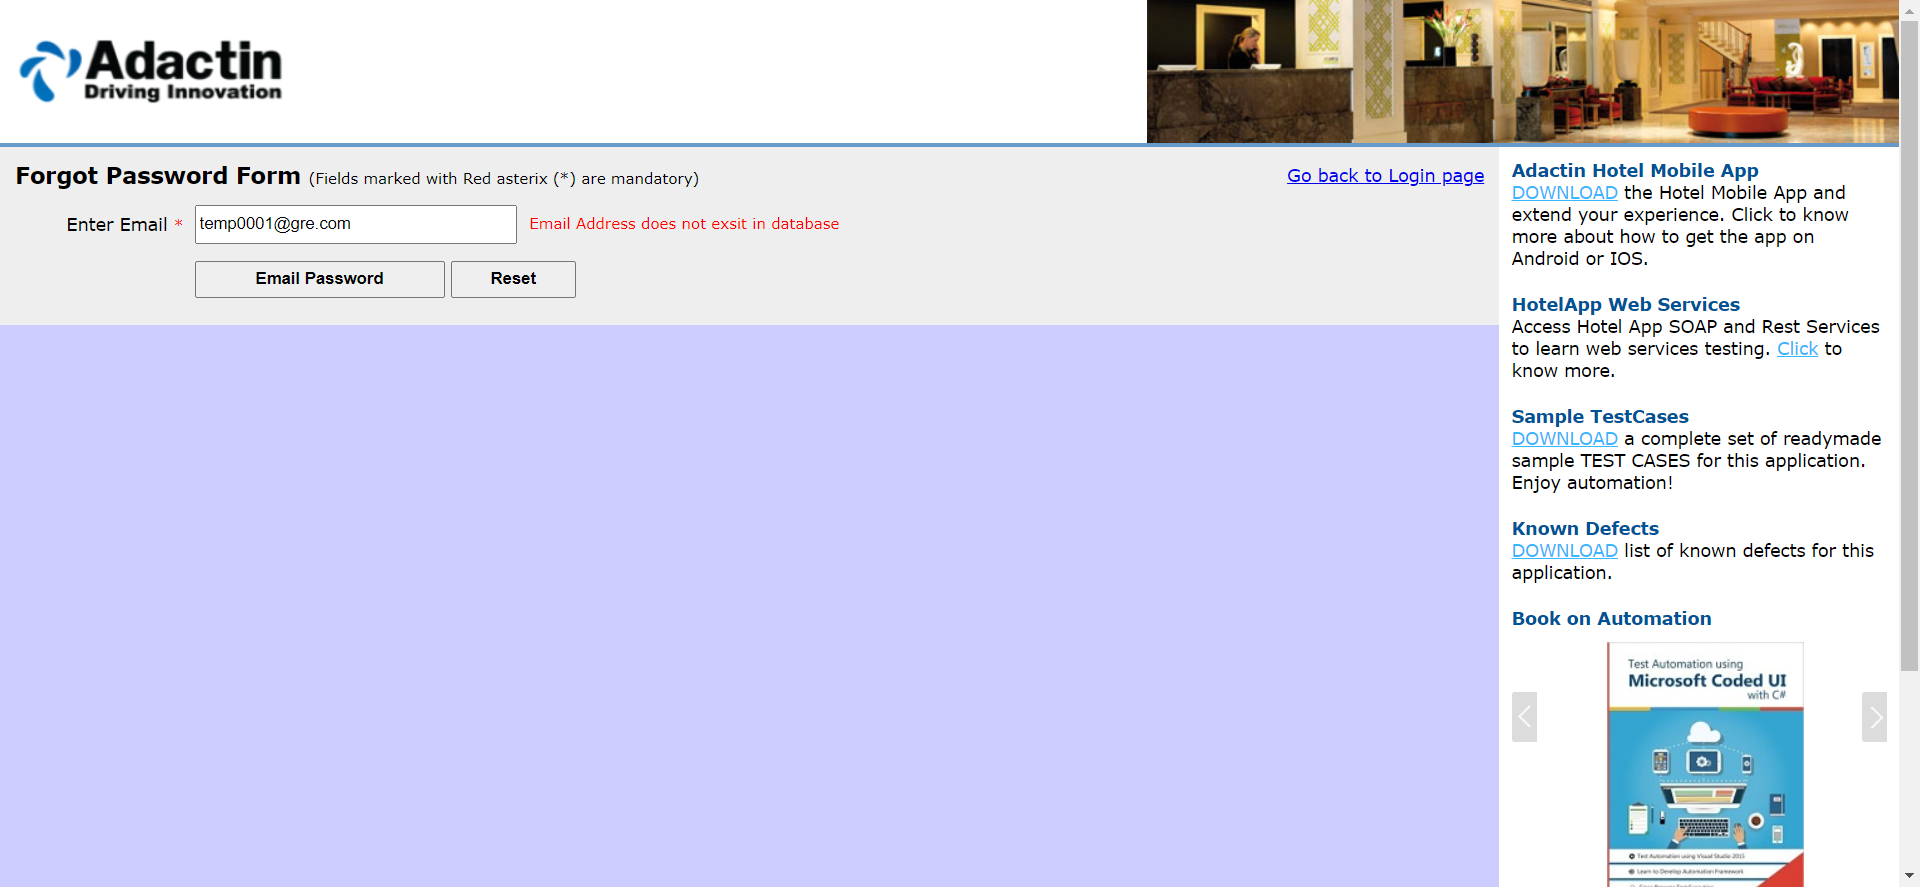 Adactin
Driving Innovation
Forgot Password Form (Fields marked with Red asterix (*) are mandatory)
Go back to Login page
Enter Email *
temp0001@gre.com
Email Address does not exsit in database
Email Password
Reset
Adactin Hotel Mobile App
DOWNLOAD the Hotel Mobile App and
extend your experience. Click to know
more about how to get the app on
Android or IOS.
HotelApp Web Services
Access Hotel App SOAP and Rest Services
to learn web services testing. Click to
know more.
Sample TestCases
DOWNLOAD a complete set of readymade
sample TEST CASES for this application.
Enjoy automation!
Known Defects
DOWNLOAD list of known defects for this
application.
Book on Automation
Test Automation using
Microsoft Coded UI
with C#
Test Automation using Visual Studio 2015
Learn to Develop Automation Framework